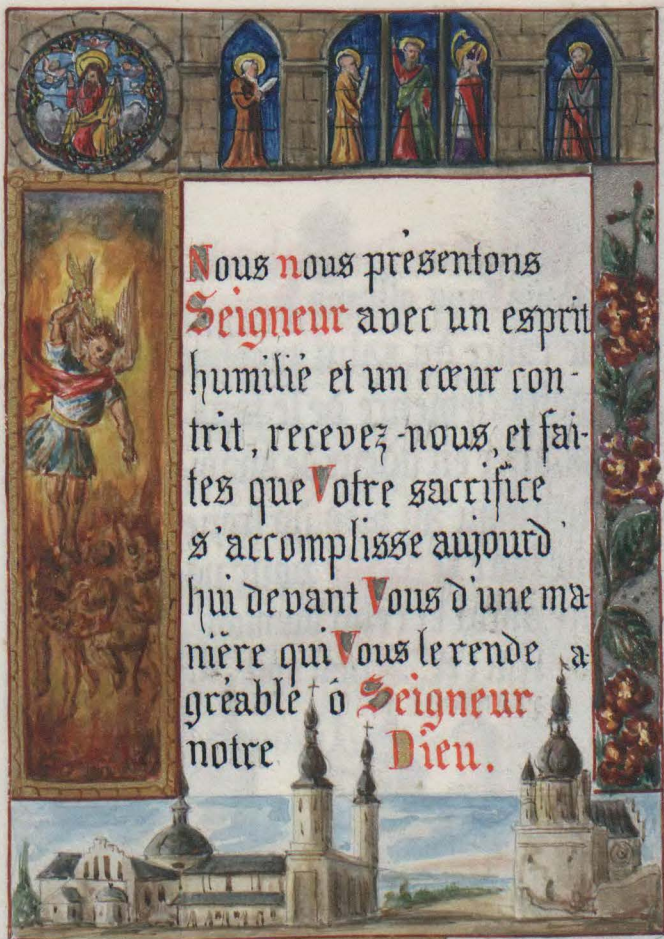 Nous nous présentons
Seigneur avec un esprit
humilié et un cœur con-
trit, recevez-nous, et fai-
tes que Votre sacrifice
s'accomplisse aujourd'
hui devant Vous d'une ma-
nière qui Vous le rende a-
gréable ô Seigneur
notre Dieu.